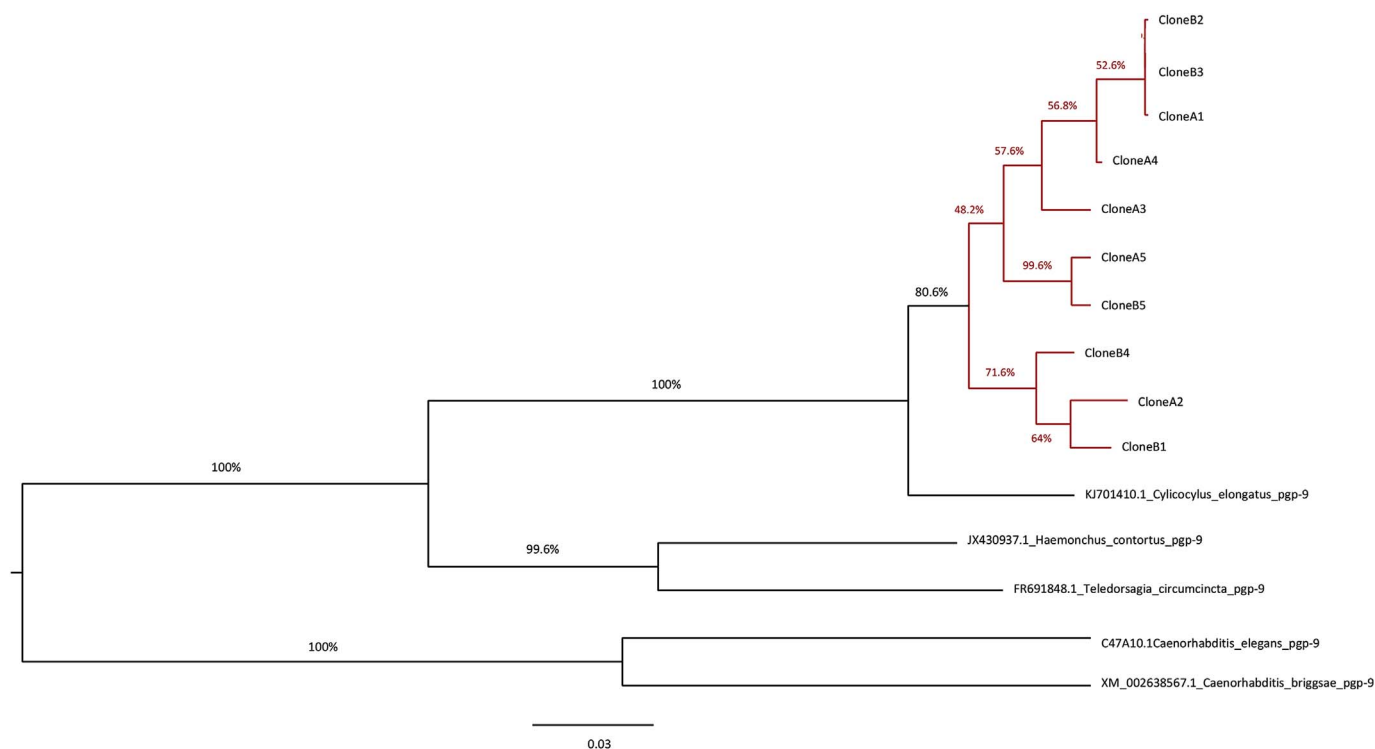 CloneB2
52.6%
CloneB3
56.8%
CloneA1
57.6%
CloneA4
48.2%
CloneA3
99.6%
CloneA5
80.6%
CloneB5
71.6%
CloneB4
100%
CloneA2
64%
CloneB1
100%
KJ701410.1_Cylicocylus_elongatus_pgp-9
99.6%
JX430937.1_Haemonchus_contortus_pgp-9
FR691848.1_Teledorsagia_circumcincta_pgp-9
100%
C47A10.1Caenorhabditis_elegans_pgp-9
XM_002638567.1_Caenorhabditis_briggsae_pgp-9
0.03